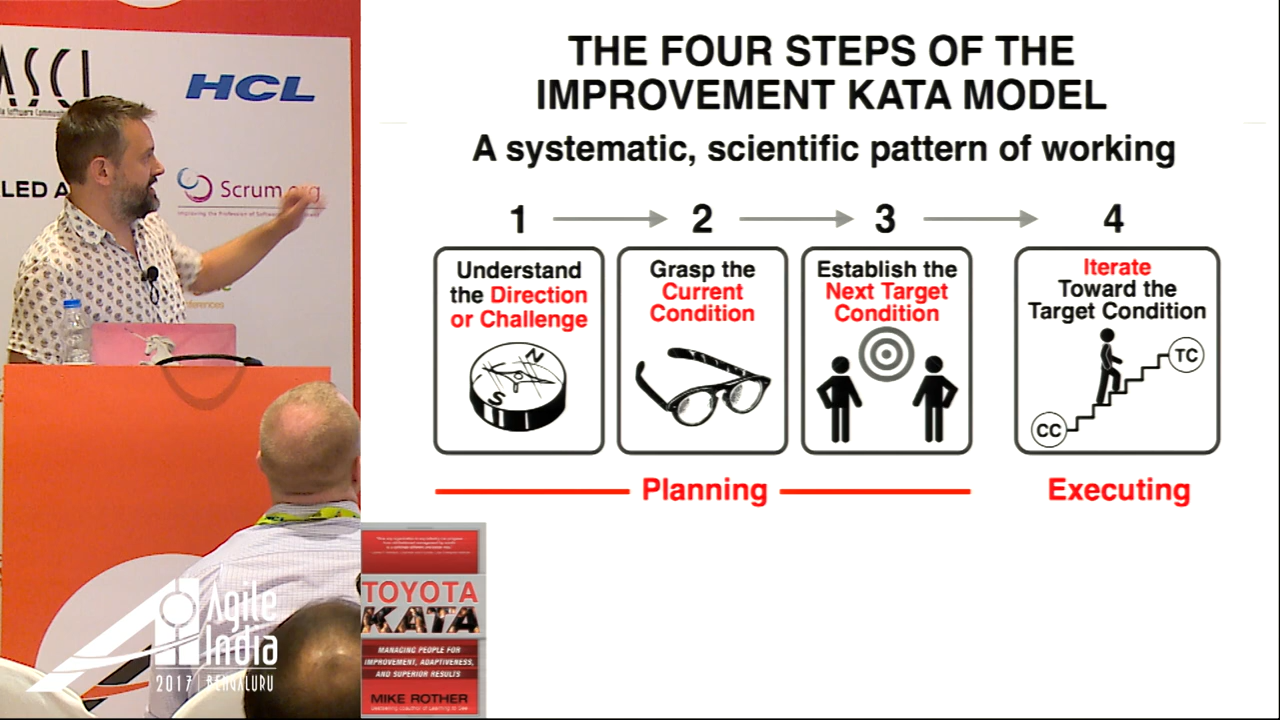 ASCI
HCL
LED A
Scrum.org
THE FOUR STEPS OF THE
IMPROVEMENT KATA MODEL
A systematic, scientific pattern of working
1
2
3
4
Understand
the Direction
or Challenge
N
S
Grasp the
Current
Condition
Establish the
Next Target
Condition
Iterate
Toward the
Target Condition
TC
CC
Planning
Executing
TOYOTA
KATA
MANAGING PEOPLE FOR
IMPROVEMENT, ADAPTIVENESS,
AND SUPERIOR RESULTS
MIKE ROTHER
Agile
India
2017 | BENGALURU